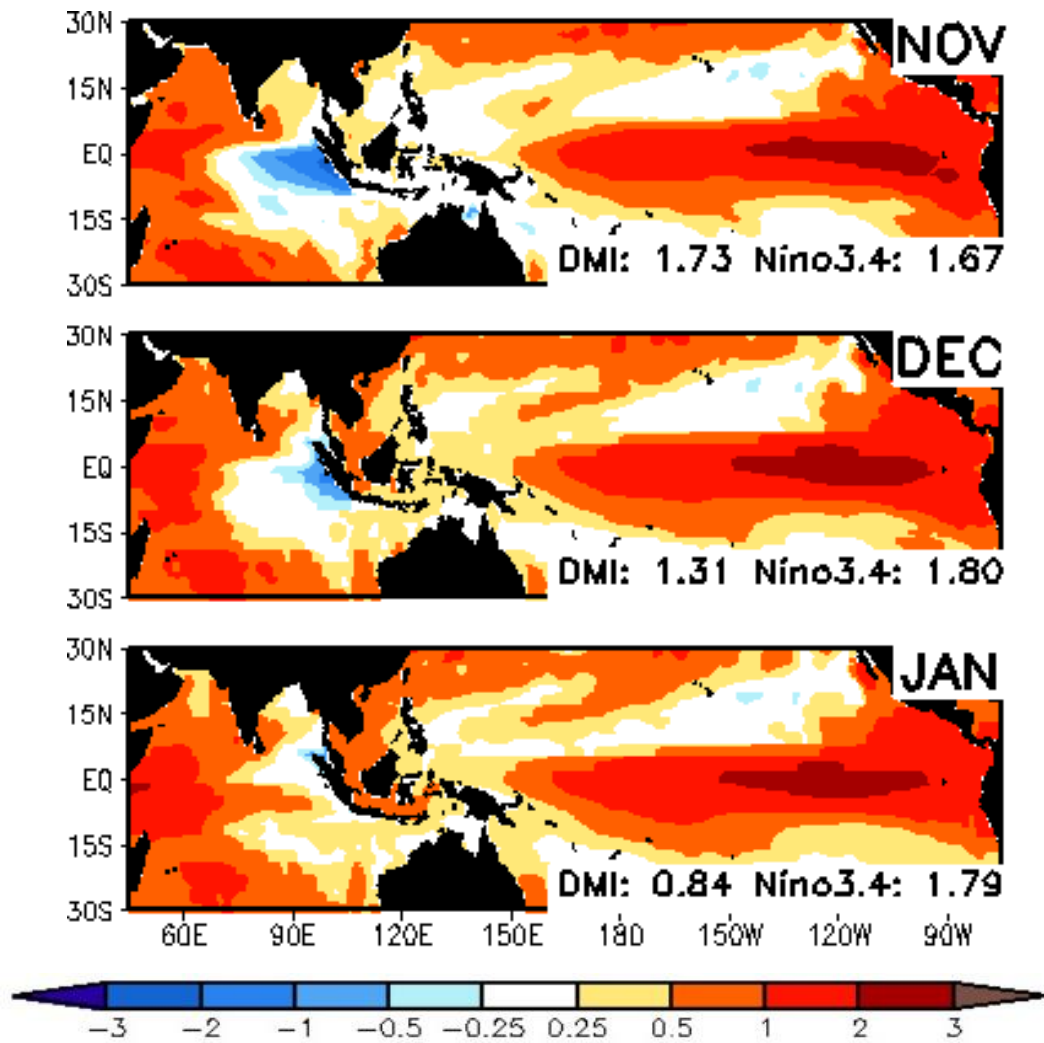 30N
NOV
15N
EQ
15S
DMI: 1.73 Nino3.4: 1.67
30S
30N
DEC
15N
EQ
15S
DMI: 1.31 Nino3.4: 1.80
30S
30N
JAN
15N
EQ
15S
DMI: 0.84 Nino3.4: 1.79
30S
60E 90E 120E 150E 180 150W 120W 90W
-3 -2 -1 -0.5 -0.25 0.25 0.5 1 2 3